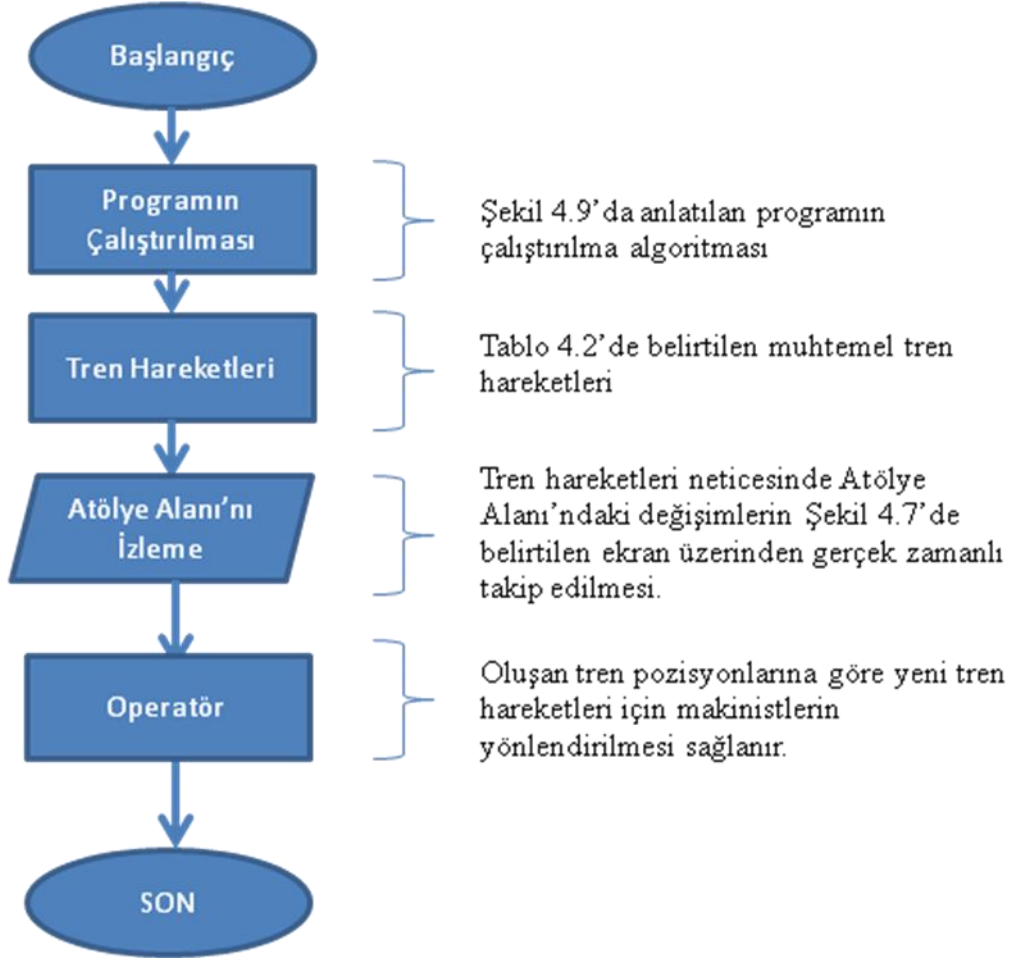 Başlangıç
Programın
Çalıştırılması
Şekil 4.9'da anlatılan programın
çalıştırılma algoritması
Tren Hareketleri
Tablo 4.2'de belirtilen muhtemel tren
hareketleri
Atölye Alanı'nı
İzleme
Tren hareketleri neticesinde Atölye
Alanı'ndaki değişimlerin Şekil 4.7'de
belirtilen ekran üzerinden gerçek zamanlı
takip edilmesi.
Operatör
Oluşan tren pozisyonlarına göre yeni tren
hareketleri için makinistlerin
yönlendirilmesi sağlanır.
SON